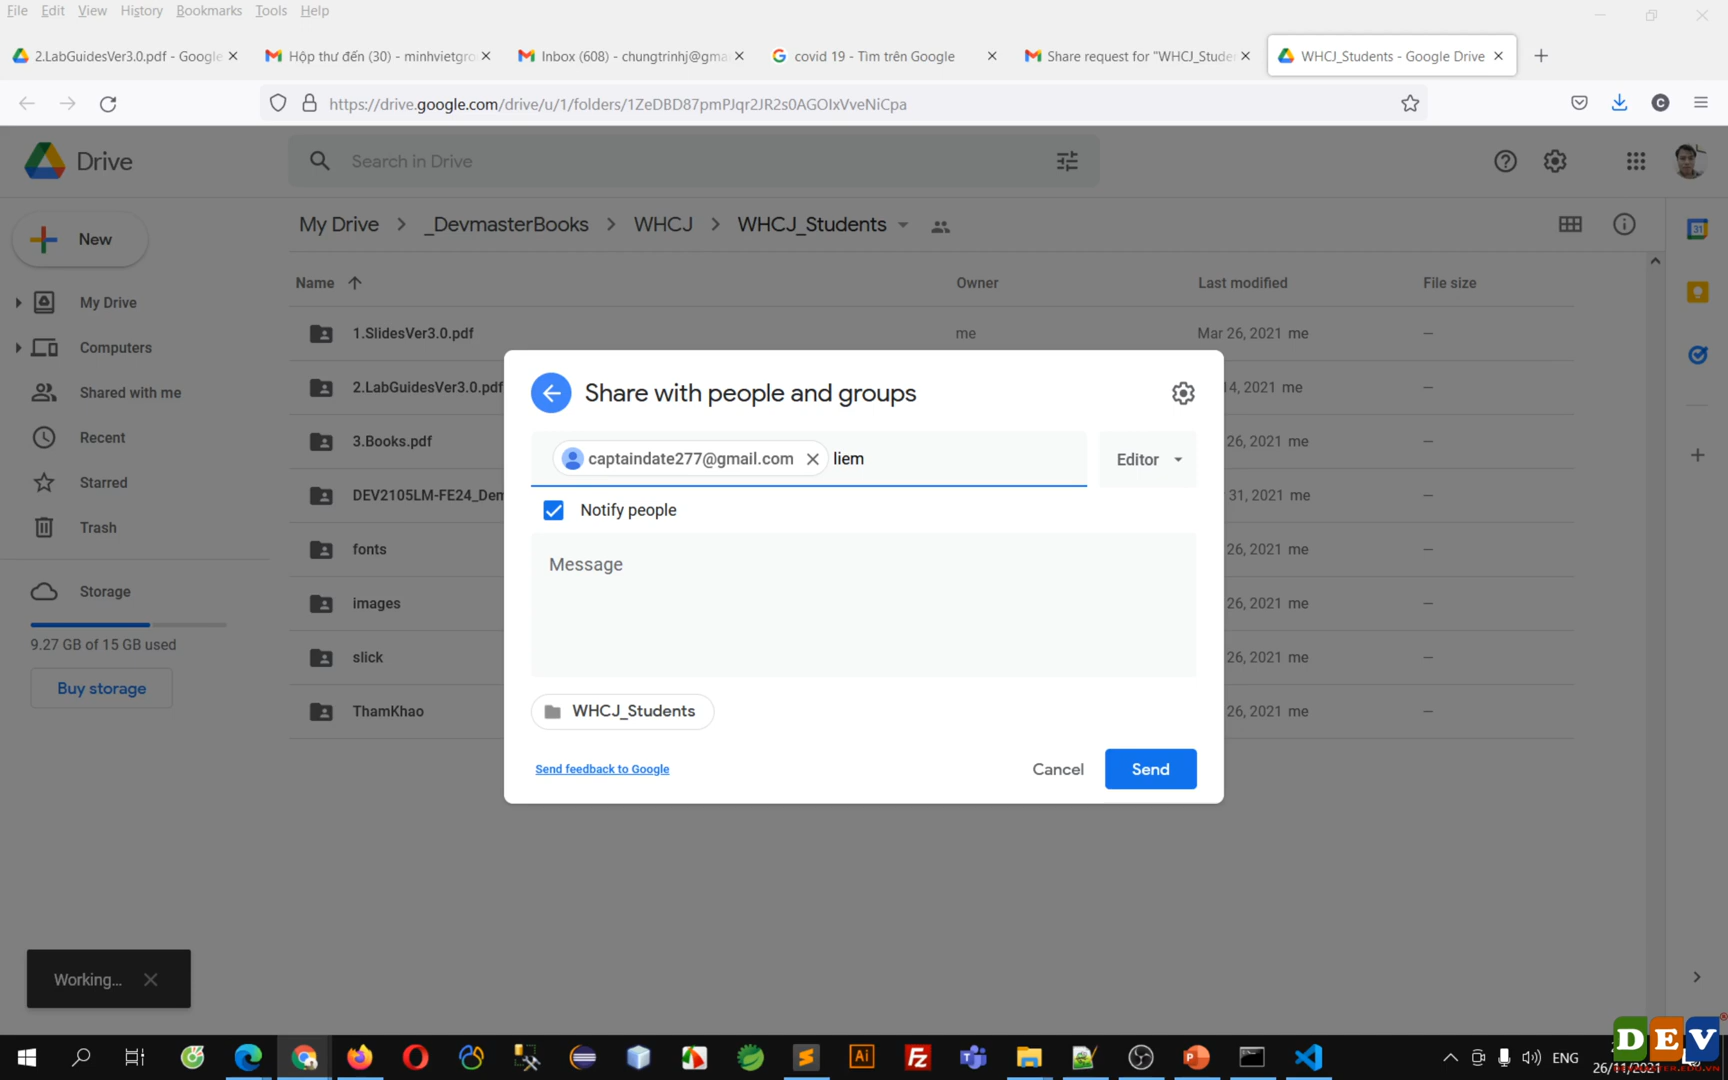 File Edit View History Bookmarks Tools Help
2.LabGuidesVer3.0.pdf - Google
Hộp thư đến (30) - minhvietgro
Inbox (608) - chungtrinhj@gma
covid 19 - Tìm trên Google
Share request for "WHCJ_Stude
WHCJ_Students - Google Drive
https://drive.google.com/drive/u/1/folders/1ZeDBD87pmPJqr2JR2s0AGOIxVveNiCpa
C
Drive
Search in Drive
New
My Drive > _DevmasterBooks > WHCJ > WHCJ_Students
31
Name Owner Last modified File size
My Drive
Computers
Shared with me
Recent
Starred
Trash
Storage
9.27 GB of 15 GB used
Buy storage
1.SlidesVer3.0.pdf me Mar 26, 2021 me –
2.LabGuidesVer3.0.pdf 14, 2021 me –
3.Books.pdf 26, 2021 me –
DEV2105LM-FE24_Dem 31, 2021 me –
fonts 26, 2021 me –
images 26, 2021 me –
slick 26, 2021 me –
ThamKhao 26, 2021 me –
Share with people and groups
captaindate277@gmail.com liem
Editor
Notify people
Message
WHCJ_Students
Send feedback to Google
Cancel
Send
Working...
Ai
Fz
ENG
26/11/2021
DEV